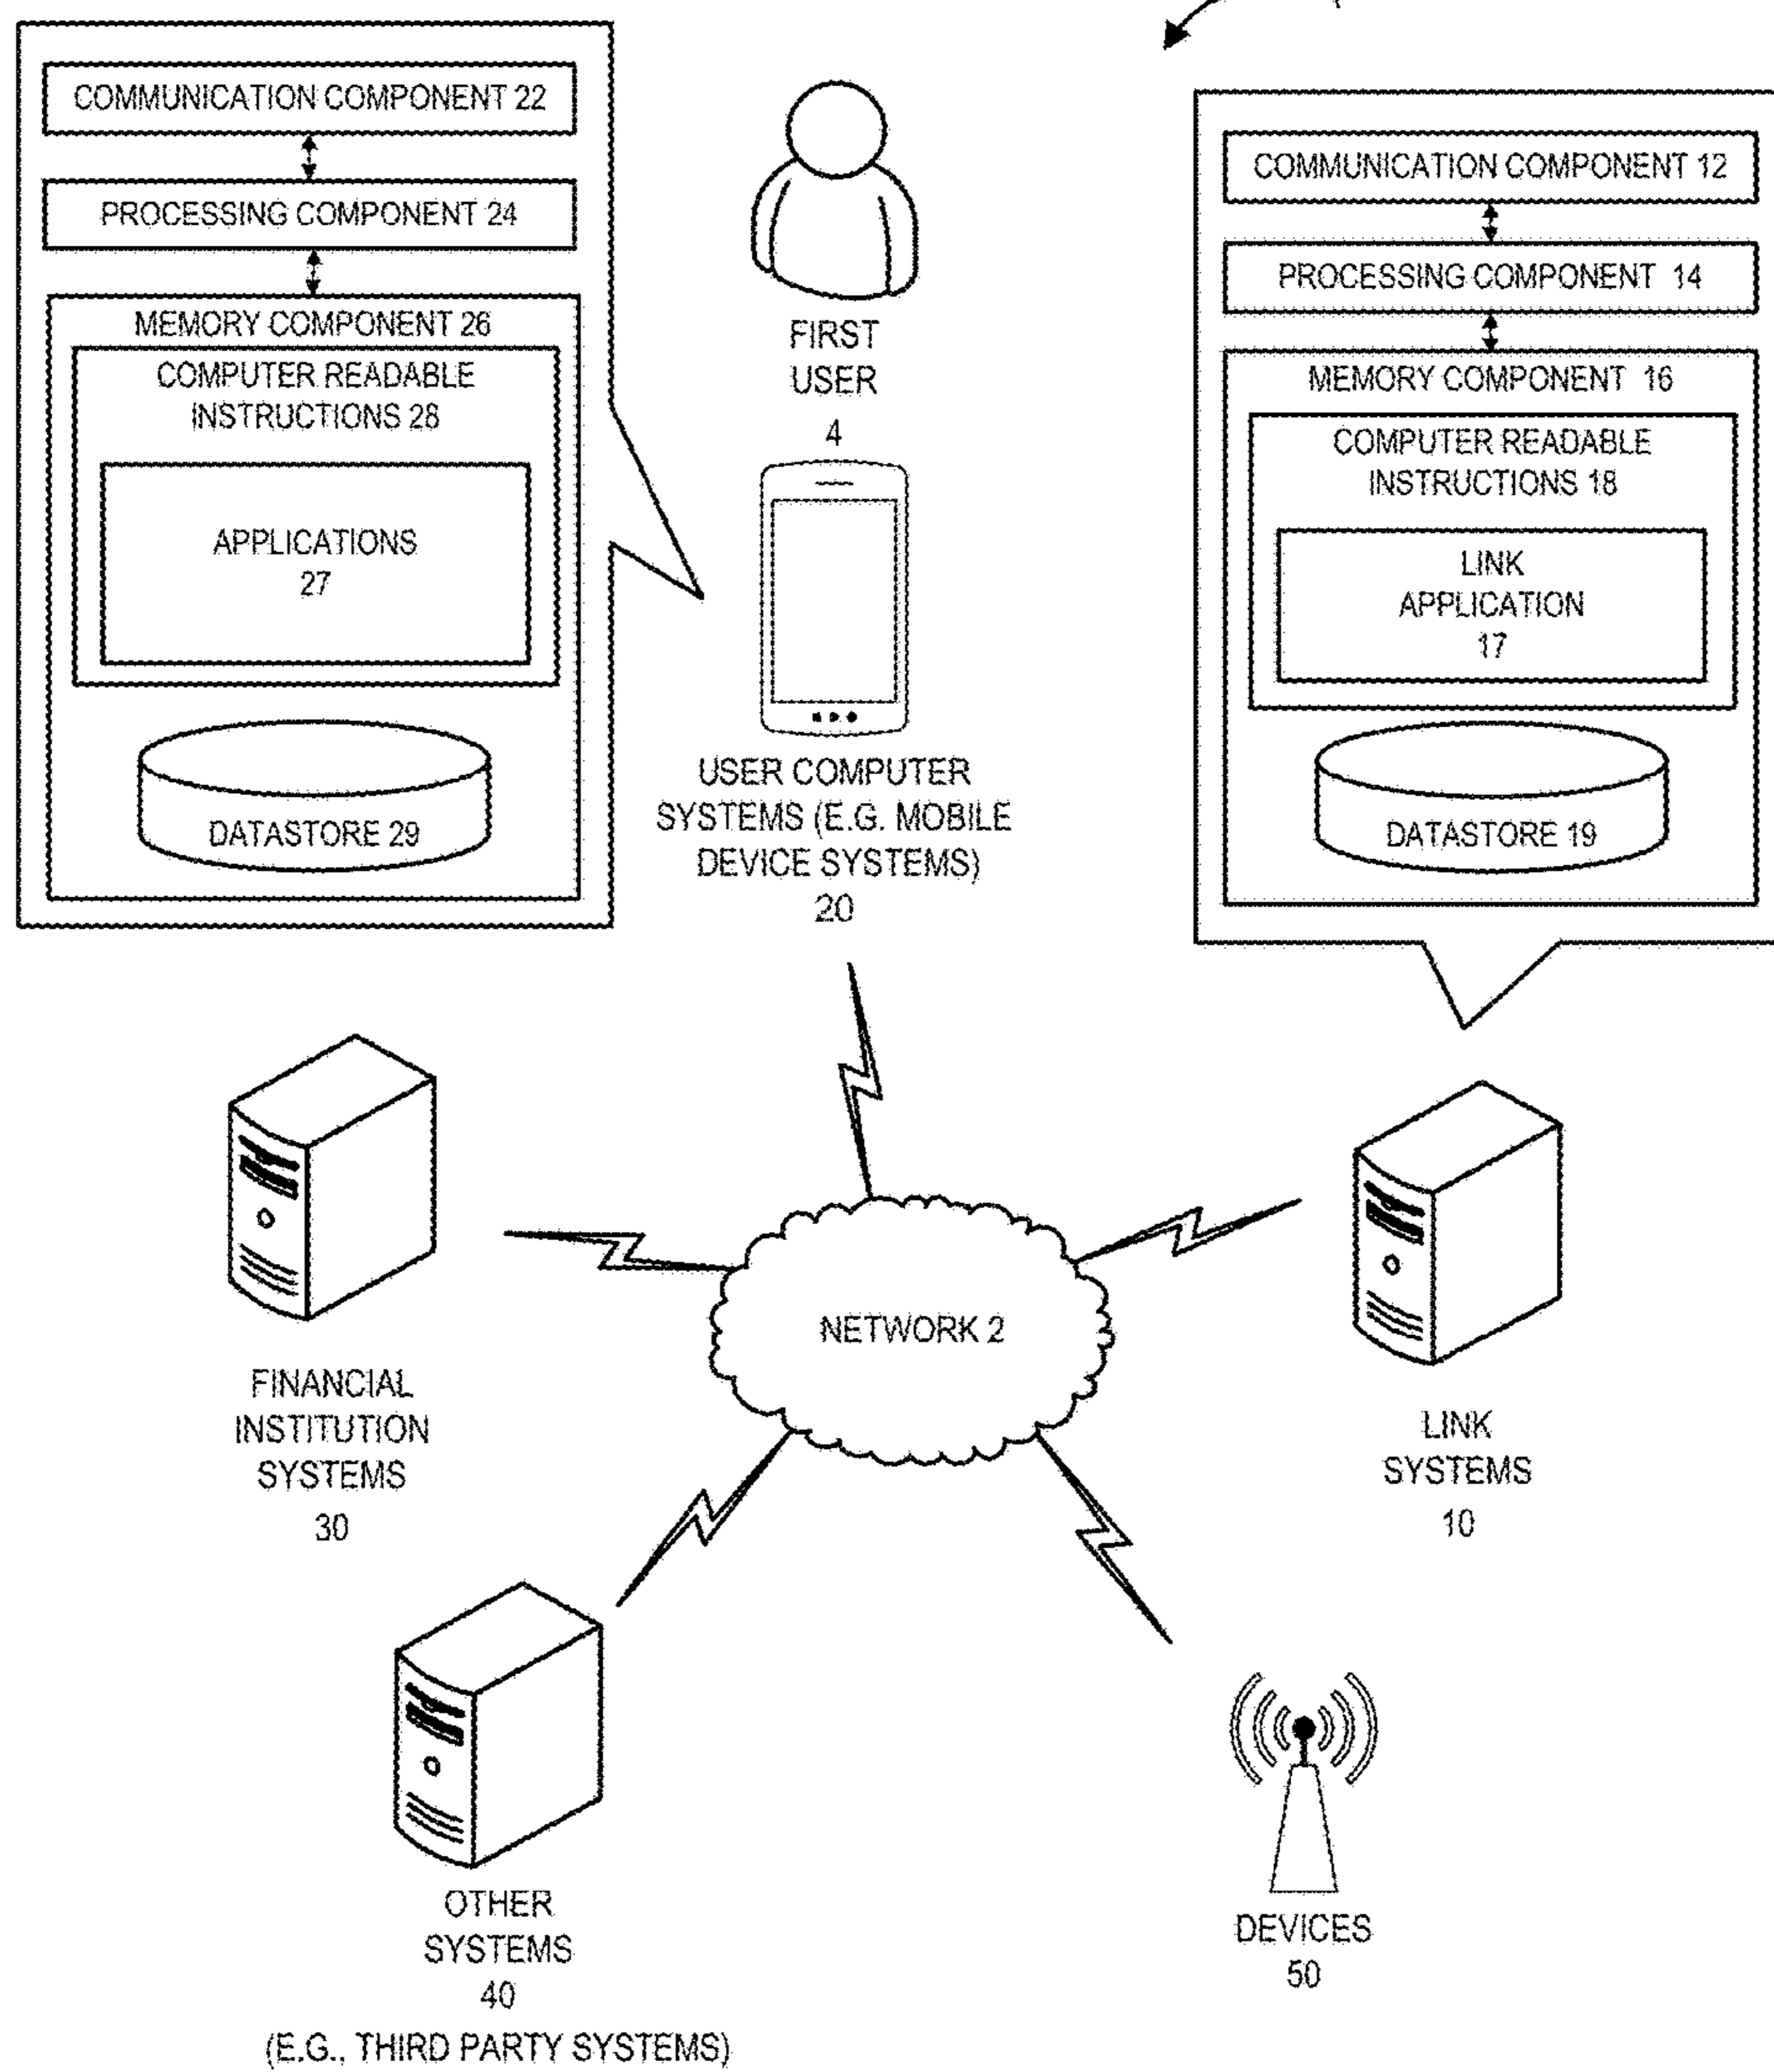 COMMUNICATION COMPONENT 22
PROCESSING COMPONENT 24
MEMORY COMPONENT 26
COMPUTER READABLE
INSTRUCTIONS 28
APPLICATIONS
27
DATASTORE 29
FIRST
USER
4
USER COMPUTER
SYSTEMS (E.G. MOBILE
DEVICE SYSTEMS)
20
COMMUNICATION COMPONENT 12
PROCESSING COMPONENT 14
MEMORY COMPONENT 16
COMPUTER READABLE
INSTRUCTIONS 18
LINK
APPLICATION
17
DATASTORE 19
FINANCIAL
INSTITUTION
SYSTEMS
30
NETWORK 2
LINK
SYSTEMS
10
OTHER
SYSTEMS
40
(E.G., THIRD PARTY SYSTEMS)
DEVICES
50